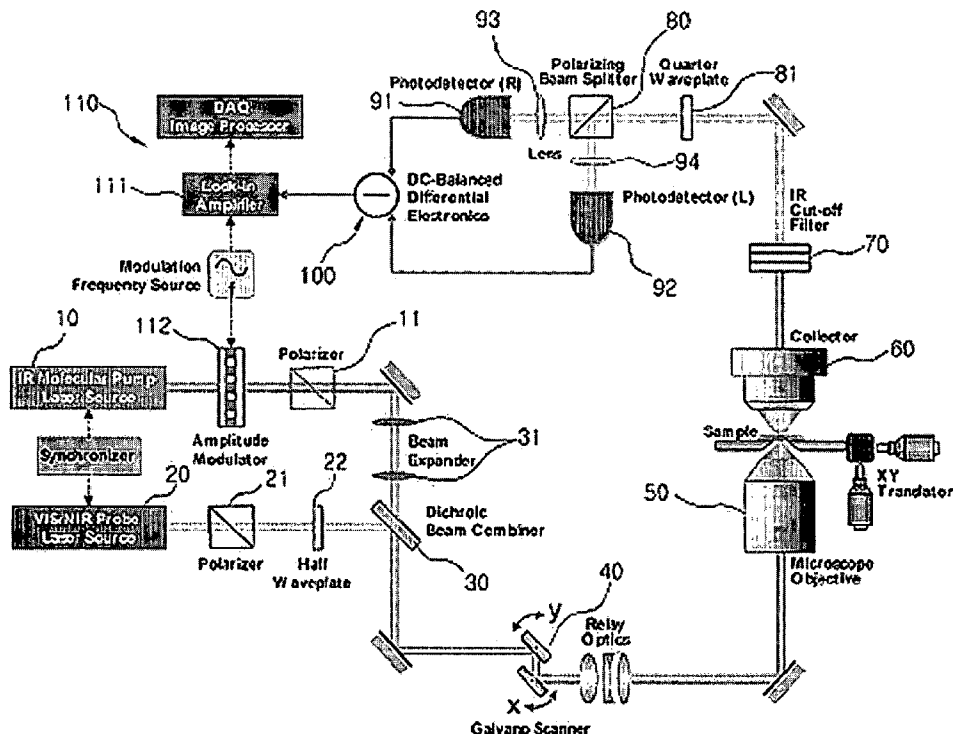 93
80
Polarizing
Beam Splitter
Quarter
Waveplate
81
Photodetector (R)
91
110
DAQ
Image Processor
Lens
94
111
Lock-in
Amplifier
DC-Balanced
Differential
Electronics
Photodetector (L)
IR
Cut-off
Filter
100
92
70
Modulation
Frequency Source
10
112
Polarizer
11
Collector
60
IR Molecular Pump
Laser Source
Sample
31
Synchronizer
Amplitude
Modulator
Beam
Expander
XY
Translator
20
21
22
50
VIS/NIR Probe
Laser Source
Dichroic
Beam Combiner
Polarizer
Half
Waveplate
30
Microscope
Objective
40
y
Relay
Optics
x
Galvano Scanner